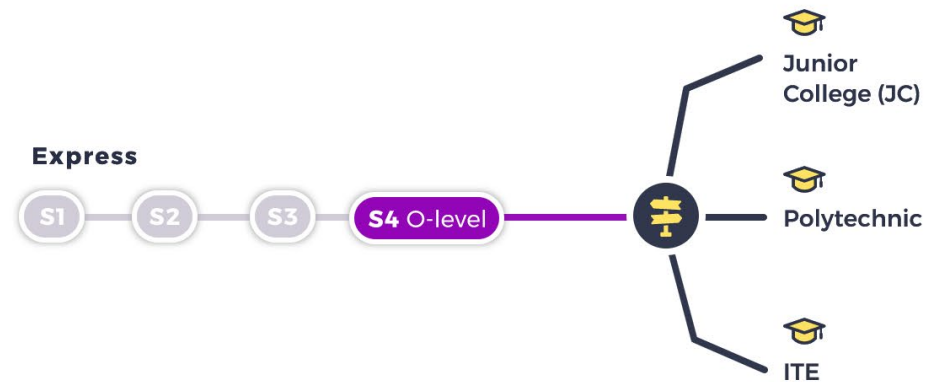 Express
S1
S2
S3
S4 O-level
Junior
College (JC)
Polytechnic
ITE